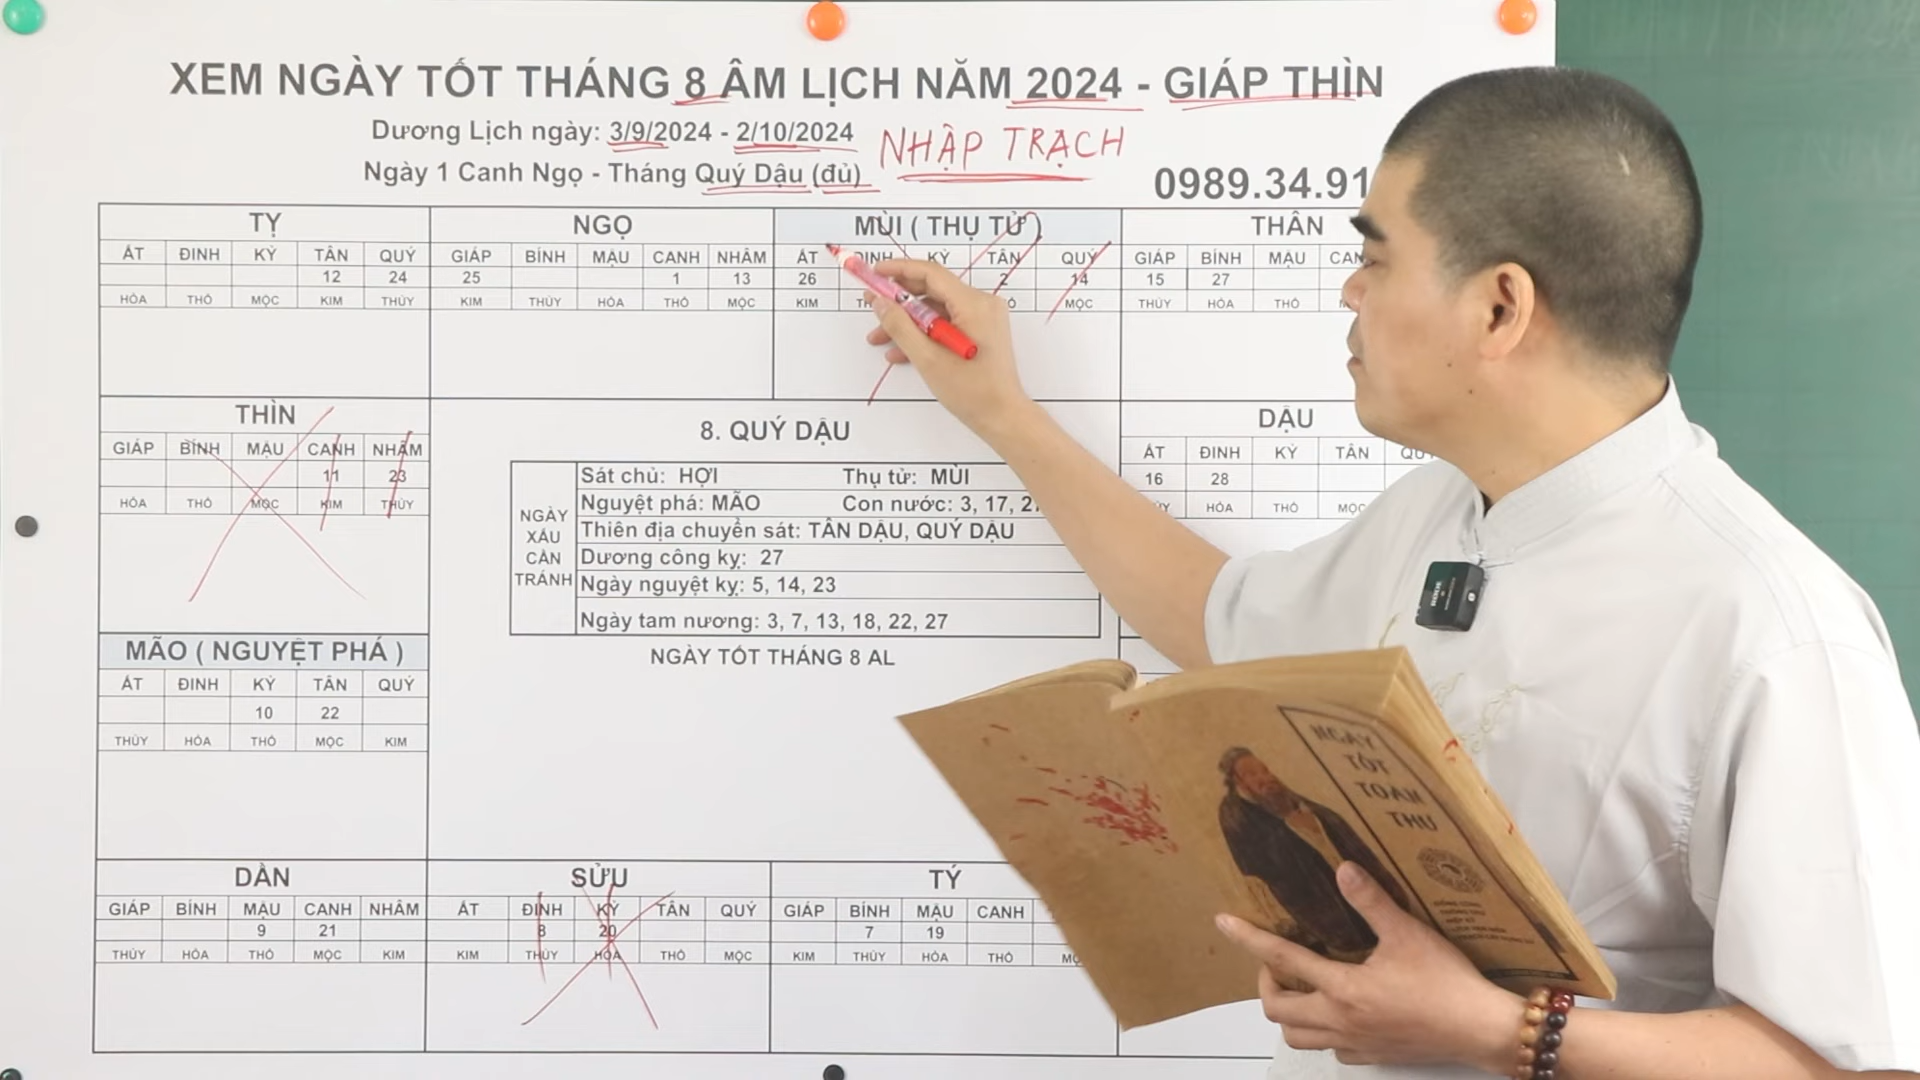 XEM NGÀY TỐT THÁNG 8 ÂM LỊCH NĂM 2024 - GIÁP THÌN
Dương Lịch ngày: 3/9/2024 - 2/10/2024
NHẬP TRẠCH
Ngày 1 Canh Ngọ - Tháng Quý Dậu (đủ)
0989.34.91
TỴ
ẤT ĐINH KỶ TÂN QUÝ
12 24
HỎA THỔ MỘC KIM THỦY
NGỌ
GIÁP BÍNH MẬU CANH NHÂM
25 1 13
KIM THỦY HỎA THỔ MỘC
MÙI ( THỤ TỬ )
ẤT ĐINH KỶ TÂN QUÝ
26 2 14
KIM MỘC
THÂN
GIÁP BÍNH MẬU
15 27
THỦY HỎA THỔ
THÌN
GIÁP BÍNH MẬU CANH NHÂM
11 23
HỎA THỔ MỘC KIM THỦY
8. QUÝ DẬU
NGÀY XẤU CẦN TRÁNH
Sát chủ: HỢI Thụ tử: MÙI
Nguyệt phá: MÃO Con nước: 3, 17,
Thiên địa chuyển sát: TÂN DẬU, QUÝ DẬU
Dương công kỵ: 27
Ngày nguyệt kỵ: 5, 14, 23
Ngày tam nương: 3, 7, 13, 18, 22, 27
NGÀY TỐT THÁNG 8 AL
DẬU
ẤT ĐINH KỶ TÂN
16 28
HỎA THỔ MỘC
MÃO ( NGUYỆT PHÁ )
ẤT ĐINH KỶ TÂN QUÝ
10 22
THỦY HỎA THỔ MỘC KIM
DẦN
GIÁP BÍNH MẬU CANH NHÂM
9 21
THỦY HỎA THỔ MỘC KIM
SỬU
ẤT ĐINH KỶ TÂN QUÝ
8 20
KIM THỦY HỎA THỔ MỘC
TÝ
GIÁP BÍNH MẬU CANH
7 19
KIM THỦY HỎA THỔ
NGÀY
TỐT
TOÀN
THƯ